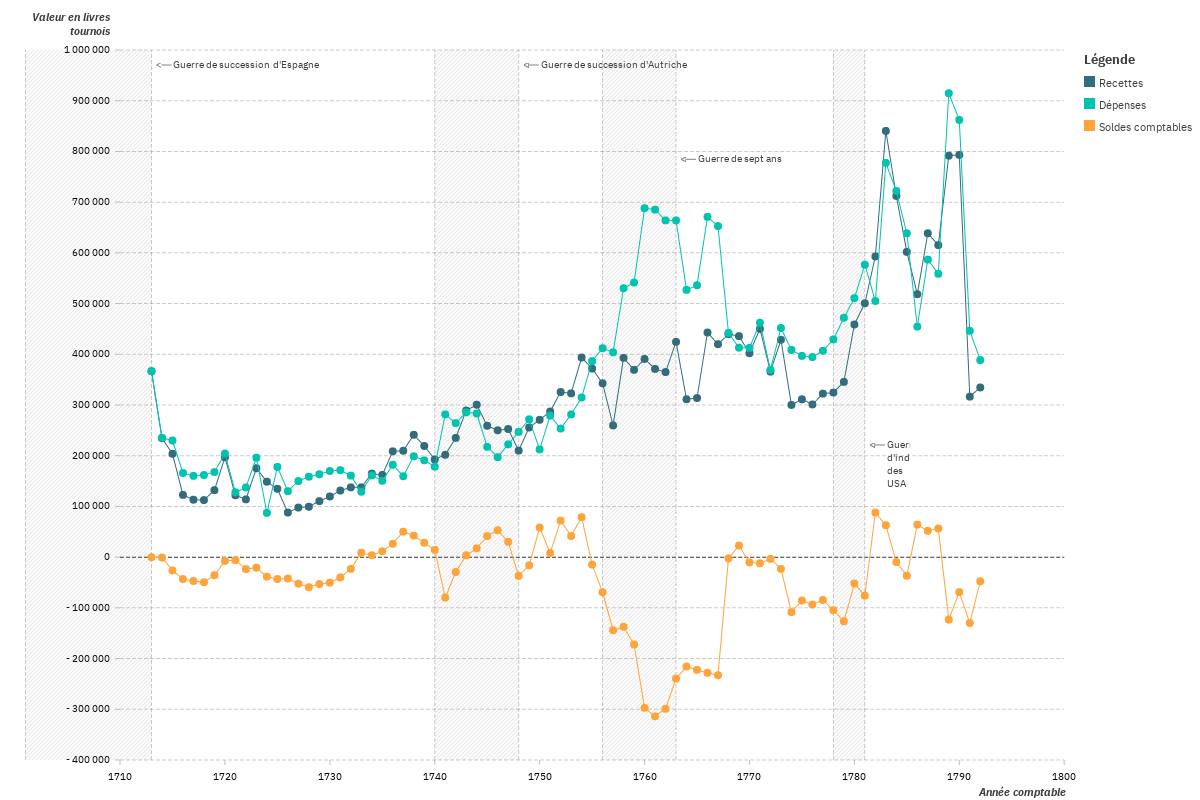 Valeur en livres
tournois
Légende
Recettes
Dépenses
Soldes comptables
Guerre de succession d'Espagne
Guerre de succession d'Autriche
Guerre de sept ans
Guer
d'ind
des
USA
1 000 000
900 000
800 000
700 000
600 000
500 000
400 000
300 000
200 000
100 000
0
- 100 000
- 200 000
- 300 000
- 400 000
1710 1720 1730 1740 1750 1760 1770 1780 1790 1800
Année comptable